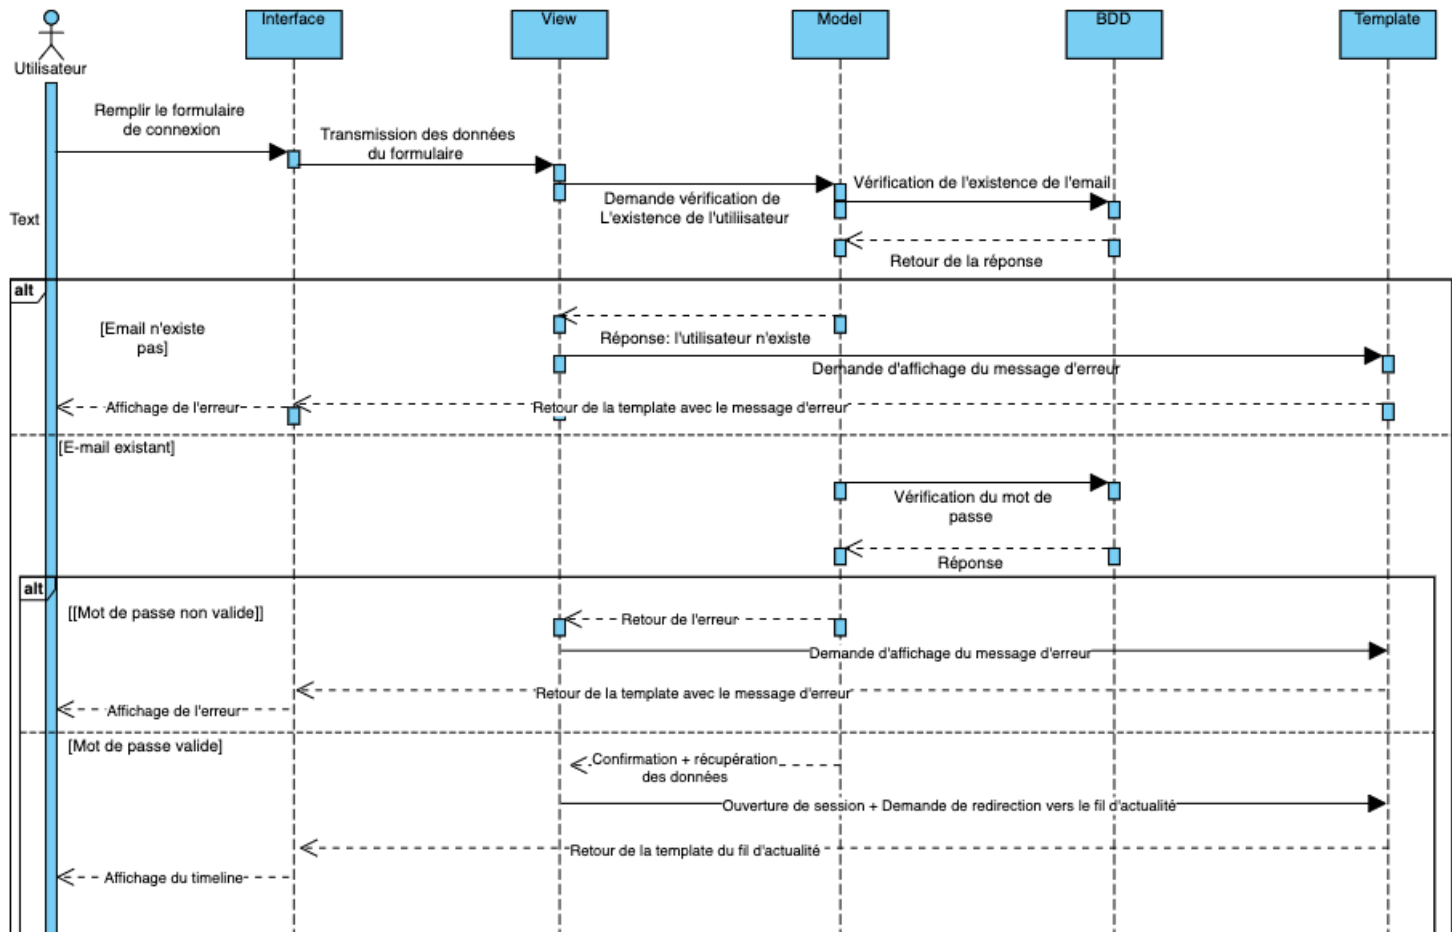 Utilisateur
Interface
View
Model
BDD
Template
Remplir le formulaire
de connexion
Transmission des données
du formulaire
Demande vérification de
L'existence de l'utiliisateur
Vérification de l'existence de l'email
Text
Retour de la réponse
alt
[Email n'existe
pas]
Réponse: l'utilisateur n'existe
Demande d'affichage du message d'erreur
Retour de la template avec le message d'erreur
Affichage de l'erreur
[E-mail existant]
Vérification du mot de
passe
Réponse
alt
[[Mot de passe non valide]]
Retour de l'erreur
Demande d'affichage du message d'erreur
Retour de la template avec le message d'erreur
Affichage de l'erreur
[Mot de passe valide]
Confirmation + récupération
des données
Ouverture de session + Demande de redirection vers le fil d'actualité
Retour de la template du fil d'actualité
Affichage du timeline